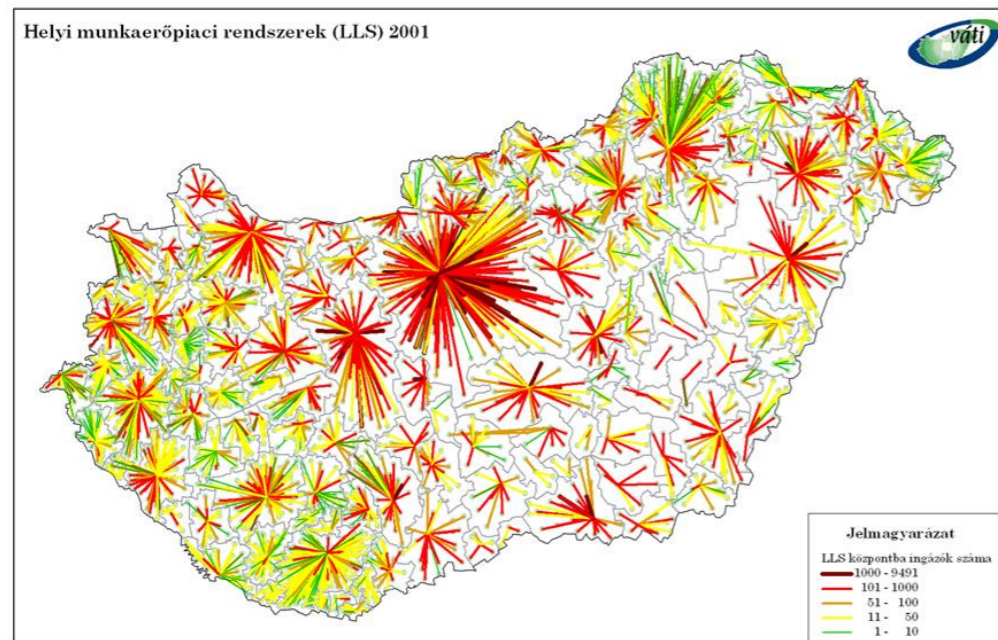 Helyi munkaerőpiaci rendszerek (LLS) 2001
váti
Jelmagyarázat
LLS központba ingázók száma
1000 - 9491
101 - 1000
51 - 100
11 - 50
1 - 10